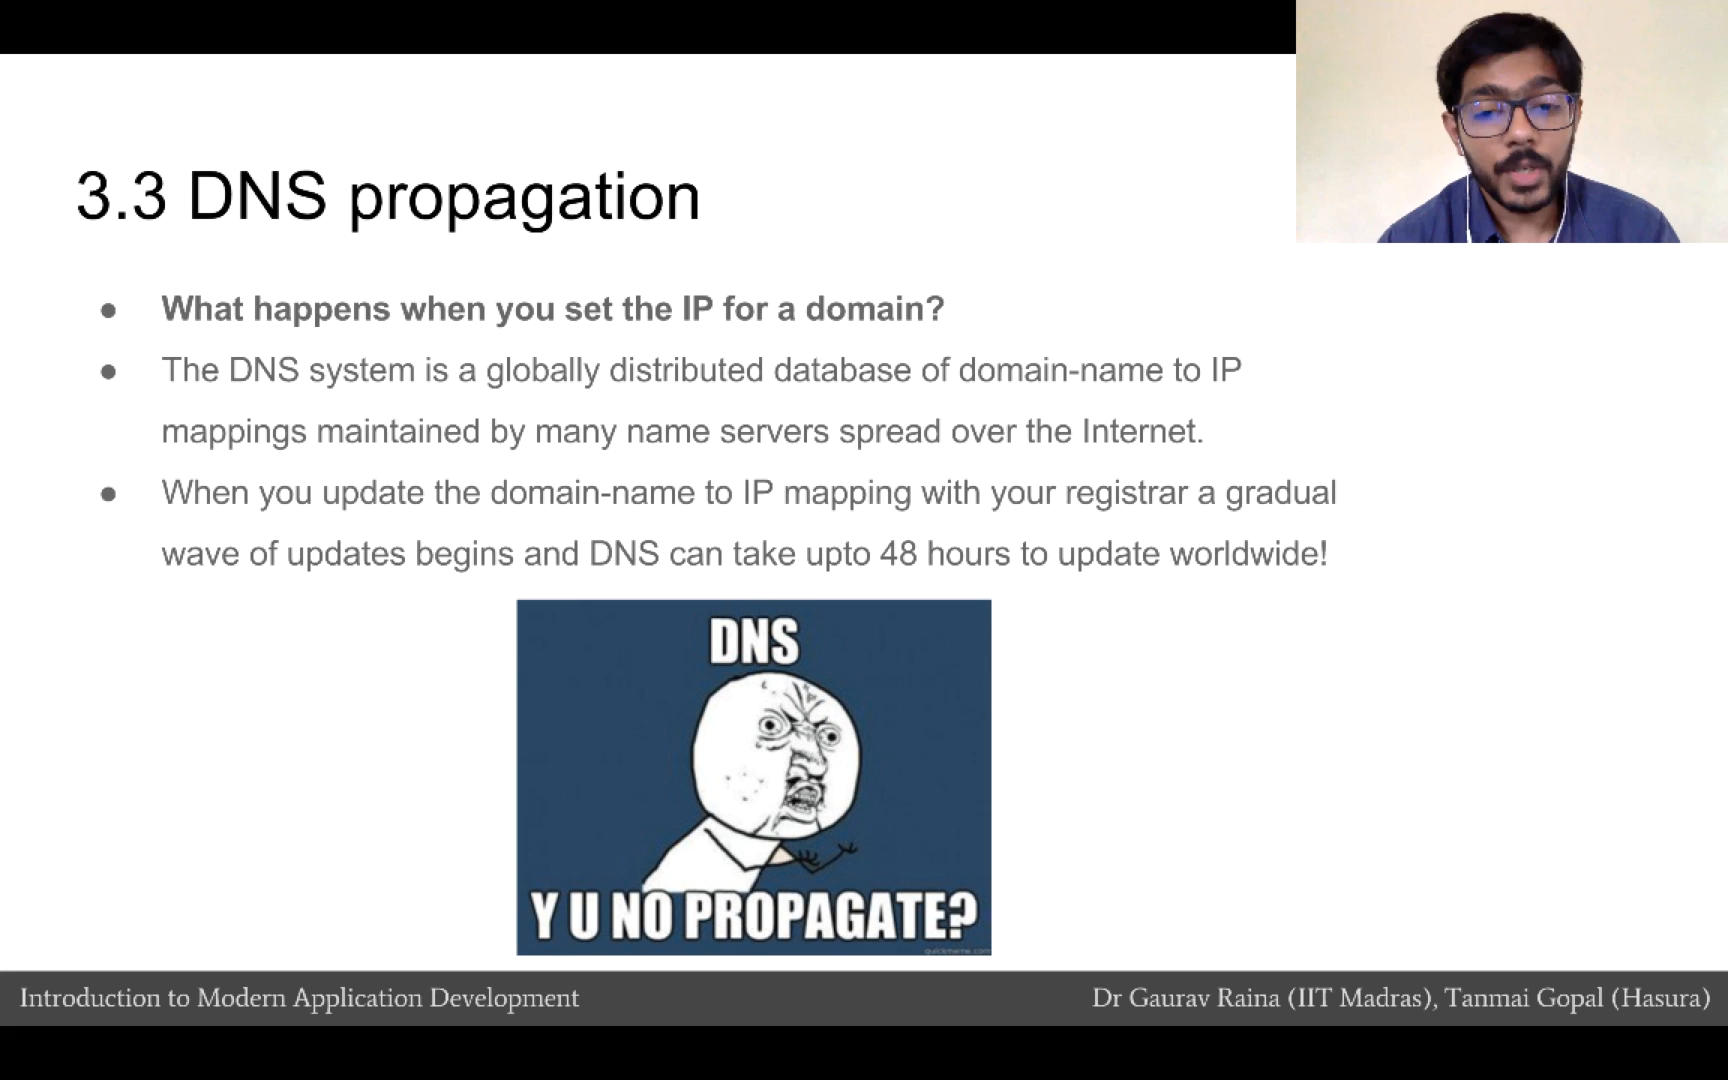 3.3 DNS propagation
What happens when you set the IP for a domain?
The DNS system is a globally distributed database of domain-name to IP
mappings maintained by many name servers spread over the Internet.
When you update the domain-name to IP mapping with your registrar a gradual
wave of updates begins and DNS can take upto 48 hours to update worldwide!
DNS
Y U NO PROPAGATE?
quickmeme.com
Introduction to Modern Application Development
Dr Gaurav Raina (IIT Madras), Tanmai Gopal (Hasura)